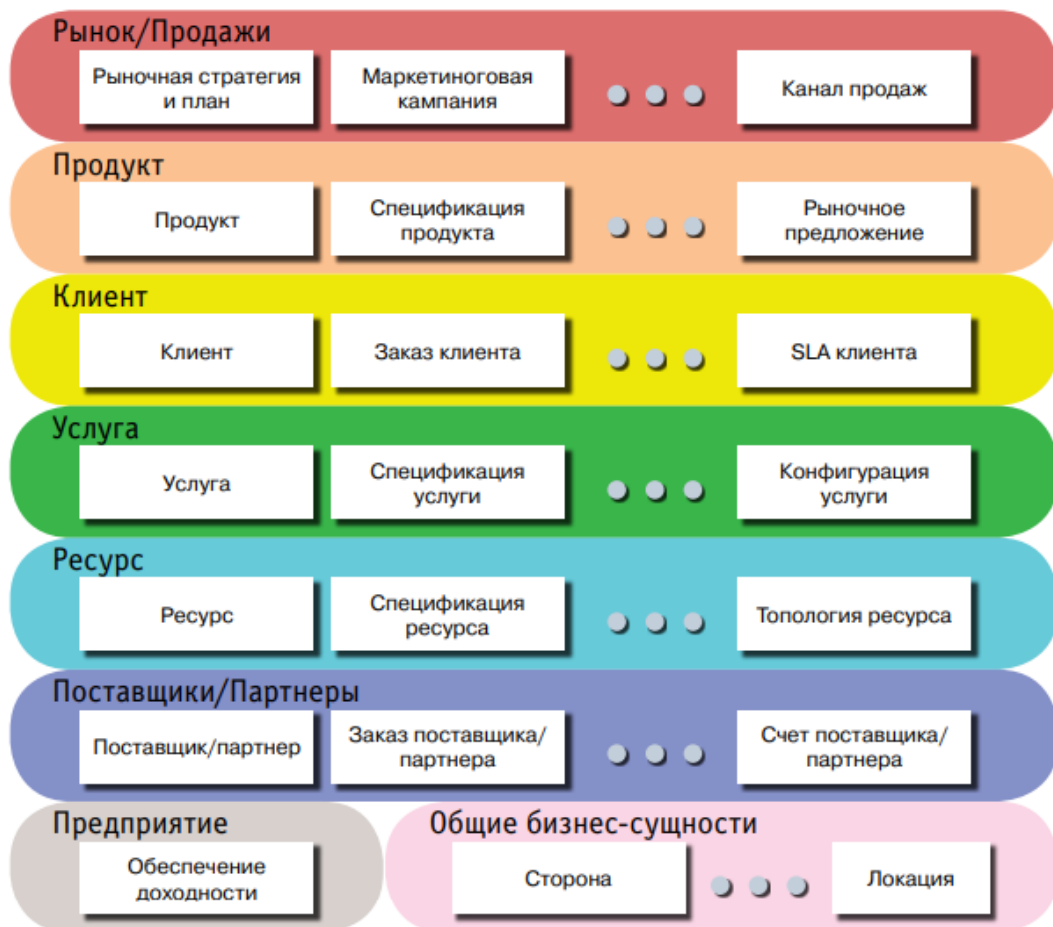 Рынок/Продажи
Рыночная стратегия
и план
Маркетиноговая
кампания
Канал продаж
Продукт
Продукт
Спецификация
продукта
Рыночное
предложение
Клиент
Клиент
Заказ клиента
SLA клиента
Услуга
Услуга
Спецификация
услуги
Конфигурация
услуги
Ресурс
Ресурс
Спецификация
ресурса
Топология ресурса
Поставщики/Партнеры
Поставщик/партнер
Заказ поставщика/
партнера
Счет поставщика/
партнера
Предприятие
Обеспечение
доходности
Общие бизнес-сущности
Сторона
Локация